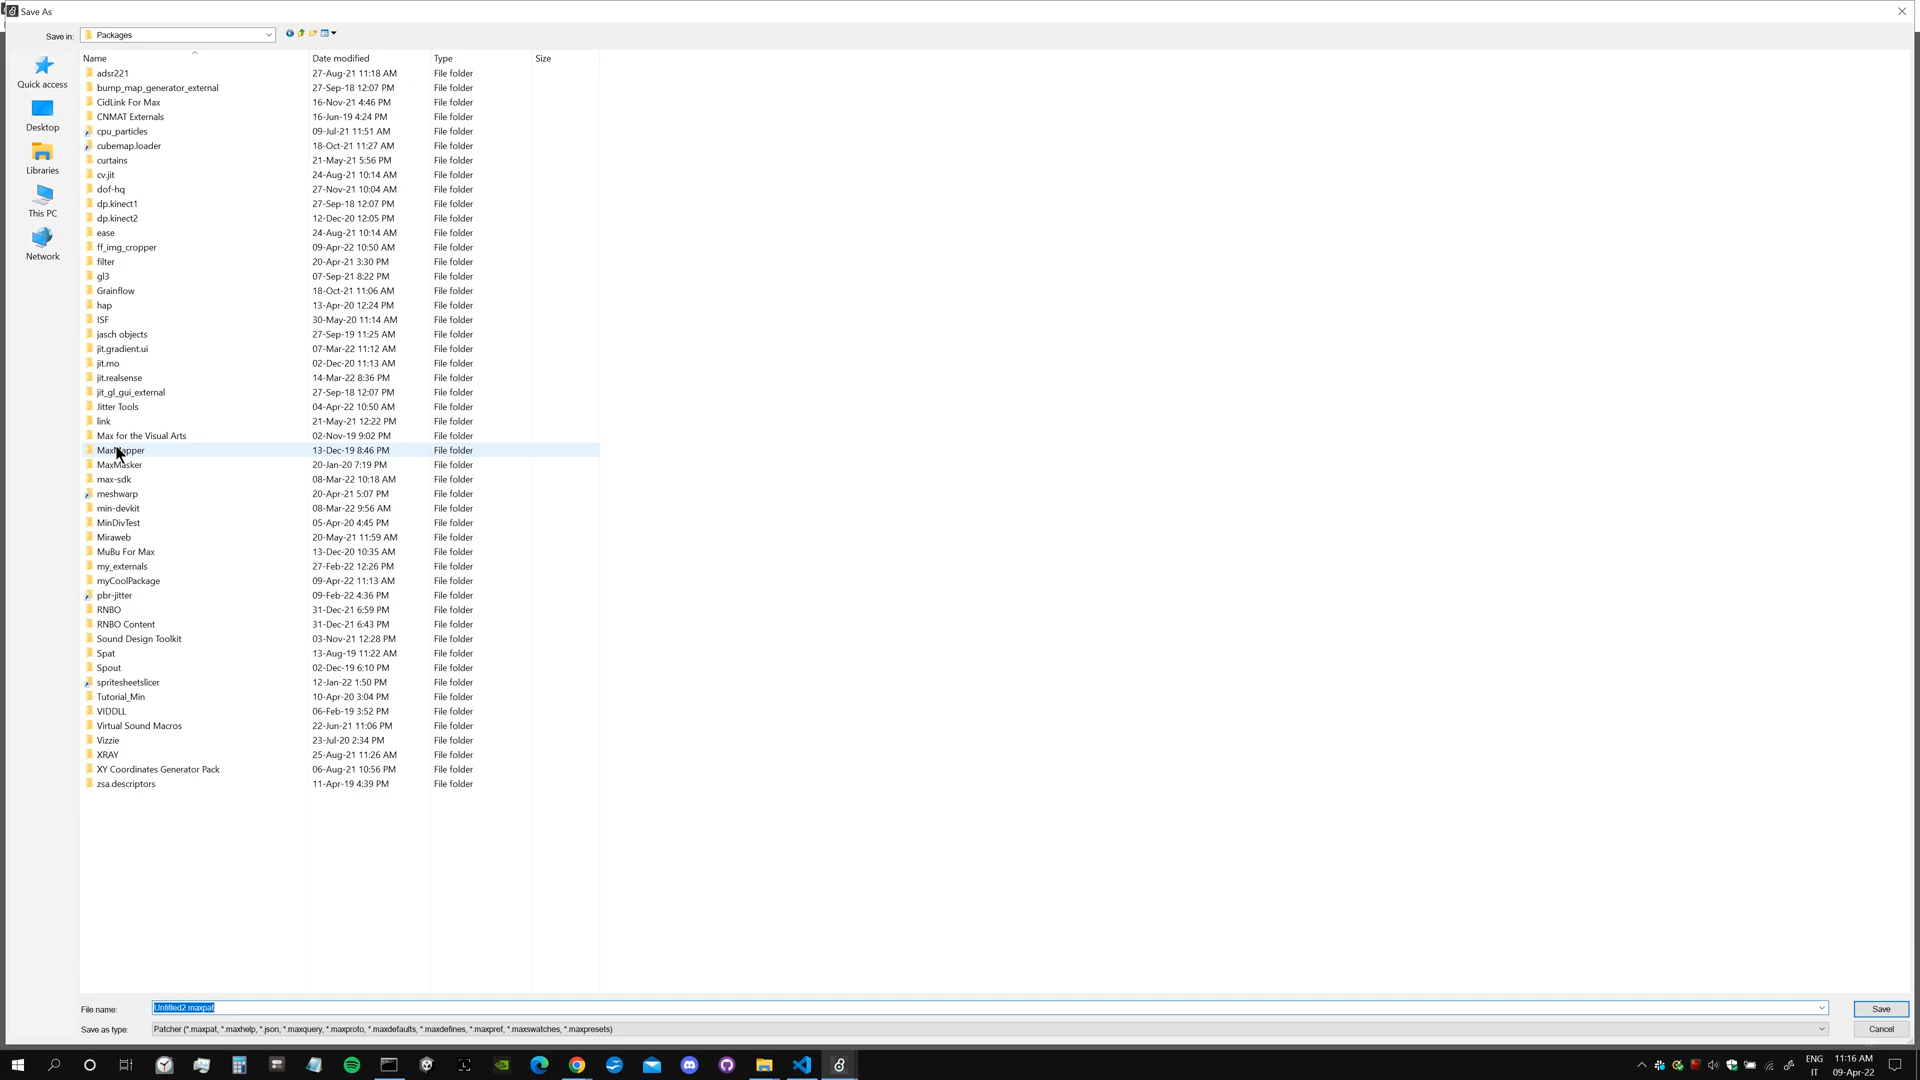 Save As
Save in: Packages
Name Date modified Type Size
adsr221 27-Aug-21 11:18 AM File folder
bump_map_generator_external 27-Sep-18 12:07 PM File folder
CidLink For Max 16-Nov-21 4:46 PM File folder
CNMAT Externals 16-Jun-19 4:24 PM File folder
cpu_particles 09-Jul-21 11:51 AM File folder
cubemap.loader 18-Oct-21 11:27 AM File folder
curtains 21-May-21 5:56 PM File folder
cv.jit 24-Aug-21 10:14 AM File folder
dof-hq 27-Nov-21 10:04 AM File folder
dp.kinect1 27-Sep-18 12:07 PM File folder
dp.kinect2 12-Dec-20 12:05 PM File folder
ease 24-Aug-21 10:14 AM File folder
ff_img_cropper 09-Apr-22 10:50 AM File folder
filter 20-Apr-21 3:30 PM File folder
gl3 07-Sep-21 8:22 PM File folder
Grainflow 18-Oct-21 11:06 AM File folder
hap 13-Apr-20 12:24 PM File folder
ISF 30-May-20 11:14 AM File folder
jasch objects 27-Sep-19 11:25 AM File folder
jit.gradient.ui 07-Mar-22 11:12 AM File folder
jit.mo 02-Dec-20 11:13 AM File folder
jit.realsense 14-Mar-22 8:36 PM File folder
jit_gl_gui_external 27-Sep-18 12:07 PM File folder
Jitter Tools 04-Apr-22 10:50 AM File folder
link 21-May-21 12:22 PM File folder
Max for the Visual Arts 02-Nov-19 9:02 PM File folder
MaxMapper 13-Dec-19 8:46 PM File folder
MaxMasker 20-Jan-20 7:19 PM File folder
max-sdk 08-Mar-22 10:18 AM File folder
meshwarp 20-Apr-21 5:07 PM File folder
min-devkit 08-Mar-22 9:56 AM File folder
MinDivTest 05-Apr-20 4:45 PM File folder
Miraweb 20-May-21 11:59 AM File folder
MuBu For Max 13-Dec-20 10:35 AM File folder
my_externals 27-Feb-22 12:26 PM File folder
myCoolPackage 09-Apr-22 11:13 AM File folder
pbr-jitter 09-Feb-22 4:36 PM File folder
RNBO 31-Dec-21 6:59 PM File folder
RNBO Content 31-Dec-21 6:43 PM File folder
Sound Design Toolkit 03-Nov-21 12:28 PM File folder
Spat 13-Aug-19 11:22 AM File folder
Spout 02-Dec-19 6:10 PM File folder
spritesheetslicer 12-Jan-22 1:50 PM File folder
Tutorial_Min 10-Apr-20 3:04 PM File folder
VIDDLL 06-Feb-19 3:52 PM File folder
Virtual Sound Macros 22-Jun-21 11:06 PM File folder
Vizzie 23-Jul-20 2:34 PM File folder
XRAY 25-Aug-21 11:26 AM File folder
XY Coordinates Generator Pack 06-Aug-21 10:56 PM File folder
zsa.descriptors 11-Apr-19 4:39 PM File folder
Quick access
Desktop
Libraries
This PC
Network
File name: Untitled2.maxpat Save
Save as type: Patcher (*.maxpat, *.maxhelp, *.json, *.maxquery, *.maxproto, *.maxdefaults, *.maxdefines, *.maxpref, *.maxswatches, *.maxpresets) Cancel
ENG 11:16 AM
IT 09-Apr-22